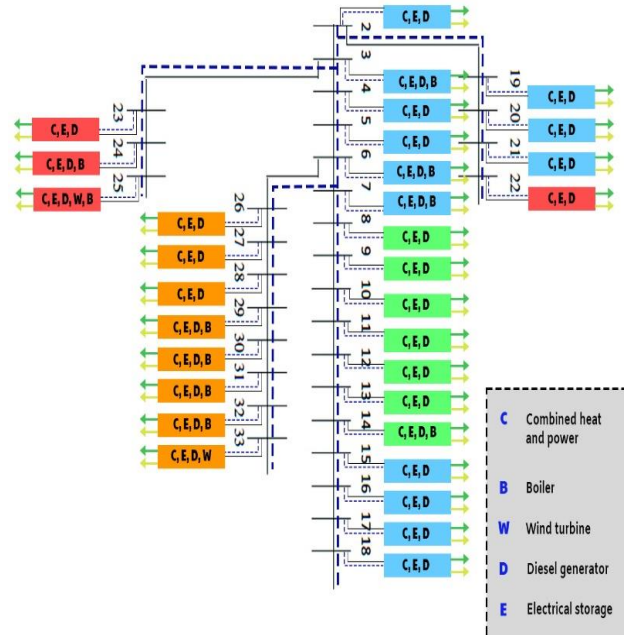 2
C, E, D
3
C, E, D, B
4
C, E, D
5
C, E, D
6
C, E, D, B
7
C, E, D, B
8
C, E, D
9
C, E, D
10
C, E, D
11
C, E, D
12
C, E, D
13
C, E, D
14
C, E, D, B
15
C, E, D
16
C, E, D
17
C, E, D
18
C, E, D
19
C, E, D
20
C, E, D
21
C, E, D
22
C, E, D
23
C, E, D
24
C, E, D, B
25
C, E, D, W, B
26
C, E, D
27
C, E, D
28
C, E, D
29
C, E, D, B
30
C, E, D, B
31
C, E, D, B
32
C, E, D, B
33
C, E, D, W
C Combined heat
and power
B Boiler
W Wind turbine
D Diesel generator
E Electrical storage